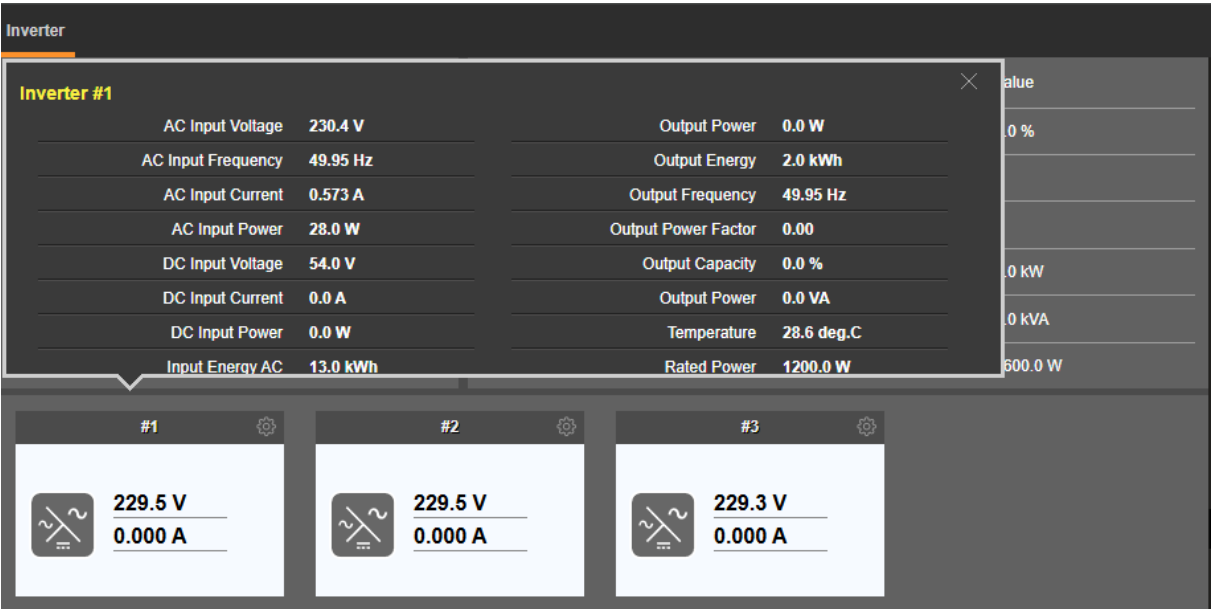 Inverter
Inverter #1
AC Input Voltage 230.4 V
AC Input Frequency 49.95 Hz
AC Input Current 0.573 A
AC Input Power 28.0 W
DC Input Voltage 54.0 V
DC Input Current 0.0 A
DC Input Power 0.0 W
Input Energy AC 13.0 kWh
Output Power 0.0 W
Output Energy 2.0 kWh
Output Frequency 49.95 Hz
Output Power Factor 0.00
Output Capacity 0.0 %
Output Power 0.0 VA
Temperature 28.6 deg.C
Rated Power 1200.0 W
alue
.0 %
.0 kW
.0 kVA
600.0 W
#1
229.5 V
0.000 A
#2
229.5 V
0.000 A
#3
229.3 V
0.000 A